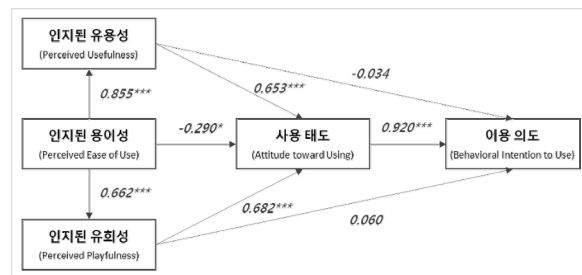 인지된 유용성
(Perceived Usefulness)
-0.034
0.653***
0.855***
인지된 용이성
(Perceived Ease of Use)
-0.290*
사용 태도
(Attitude toward Using)
0.920***
이용 의도
(Behavioral Intention to Use)
0.662***
0.682***
0.060
인지된 유희성
(Perceived Playfulness)